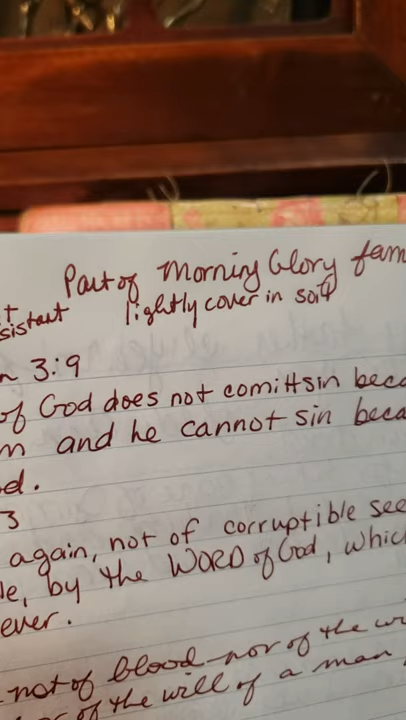 Part of Morning Glory fam
sistant lightly cover in soil
n 3:9
of God does not comitt sin beca
m and he cannot sin beca
d.
3
again, not of corruptible see
le, by the WORD of God, whic
ever.
not of blood nor of the wi
of the will of a man